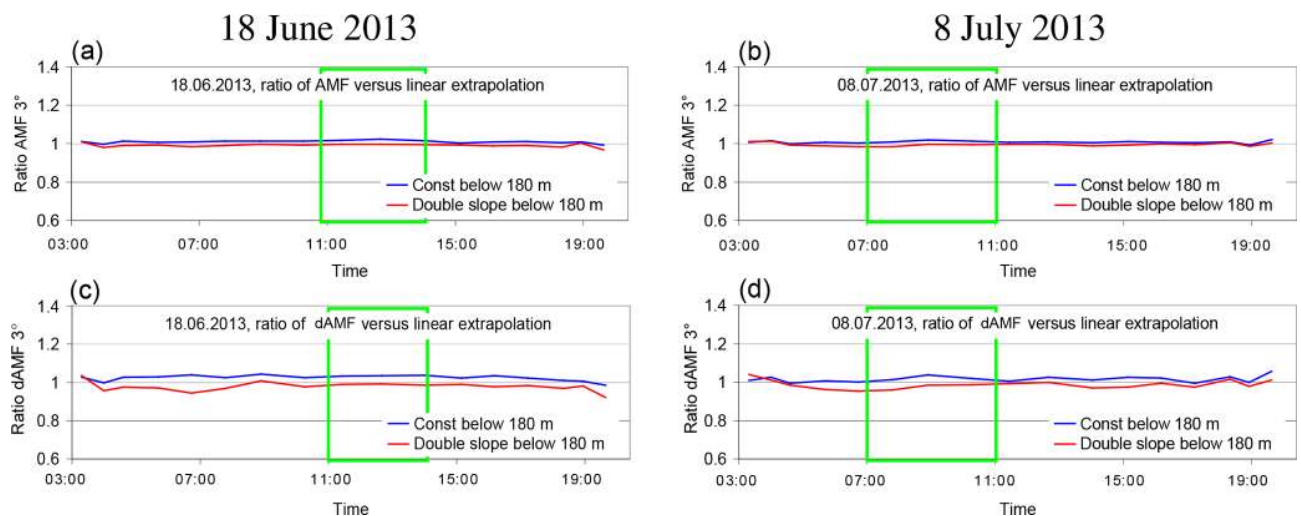 18 June 2013
8 July 2013
(a)
18.06.2013, ratio of AMF versus linear extrapolation
Ratio AMF 3°
1.4
1.2
1
0.8
0.6
Const below 180 m
Double slope below 180 m
03:00 07:00 11:00 15:00 19:00
Time
(b)
08.07.2013, ratio of AMF versus linear extrapolation
Ratio AMF 3°
1.4
1.2
1
0.8
0.6
Const below 180 m
Double slope below 180 m
03:00 07:00 11:00 15:00 19:00
Time
(c)
18.06.2013, ratio of dAMF versus linear extrapolation
Ratio dAMF 3°
1.4
1.2
1
0.8
0.6
Const below 180 m
Double slope below 180 m
03:00 07:00 11:00 15:00 19:00
Time
(d)
08.07.2013, ratio of dAMF versus linear extrapolation
Ratio dAMF 3°
1.4
1.2
1
0.8
0.6
Const below 180 m
Double slope below 180 m
03:00 07:00 11:00 15:00 19:00
Time